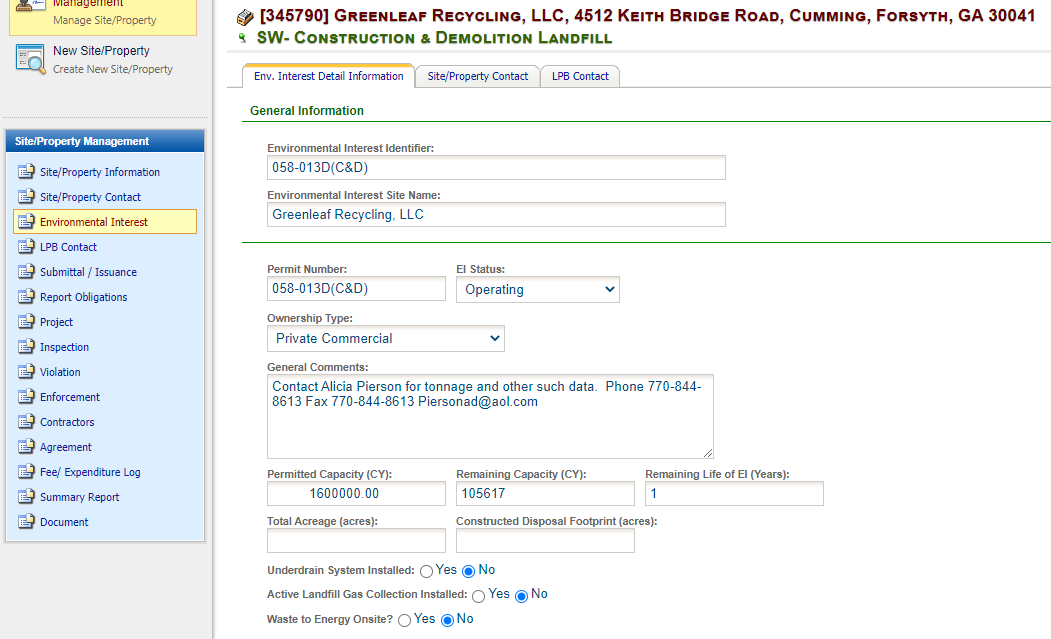 Management
Manage Site/Property
New Site/Property
Create New Site/Property
Site/Property Management
Site/Property Information
Site/Property Contact
Environmental Interest
LPB Contact
Submittal / Issuance
Report Obligations
Project
Inspection
Violation
Enforcement
Contractors
Agreement
Fee/ Expenditure Log
Summary Report
Document
[345790] Greenleaf Recycling, LLC, 4512 Keith Bridge Road, Cumming, Forsyth, GA 30041
SW- Construction & Demolition Landfill
Env. Interest Detail Information Site/Property Contact LPB Contact
General Information
Environmental Interest Identifier:
058-013D(C&D)
Environmental Interest Site Name:
Greenleaf Recycling, LLC
Permit Number: EI Status:
058-013D(C&D) Operating
Ownership Type:
Private Commercial
General Comments:
Contact Alicia Pierson for tonnage and other such data.  Phone 770-844-
8613 Fax 770-844-8613 Piersonad@aol.com
Permitted Capacity (CY): Remaining Capacity (CY): Remaining Life of EI (Years):
1600000.00 105617 1
Total Acreage (acres): Constructed Disposal Footprint (acres):
Underdrain System Installed: Yes No
Active Landfill Gas Collection Installed: Yes No
Waste to Energy Onsite? Yes No